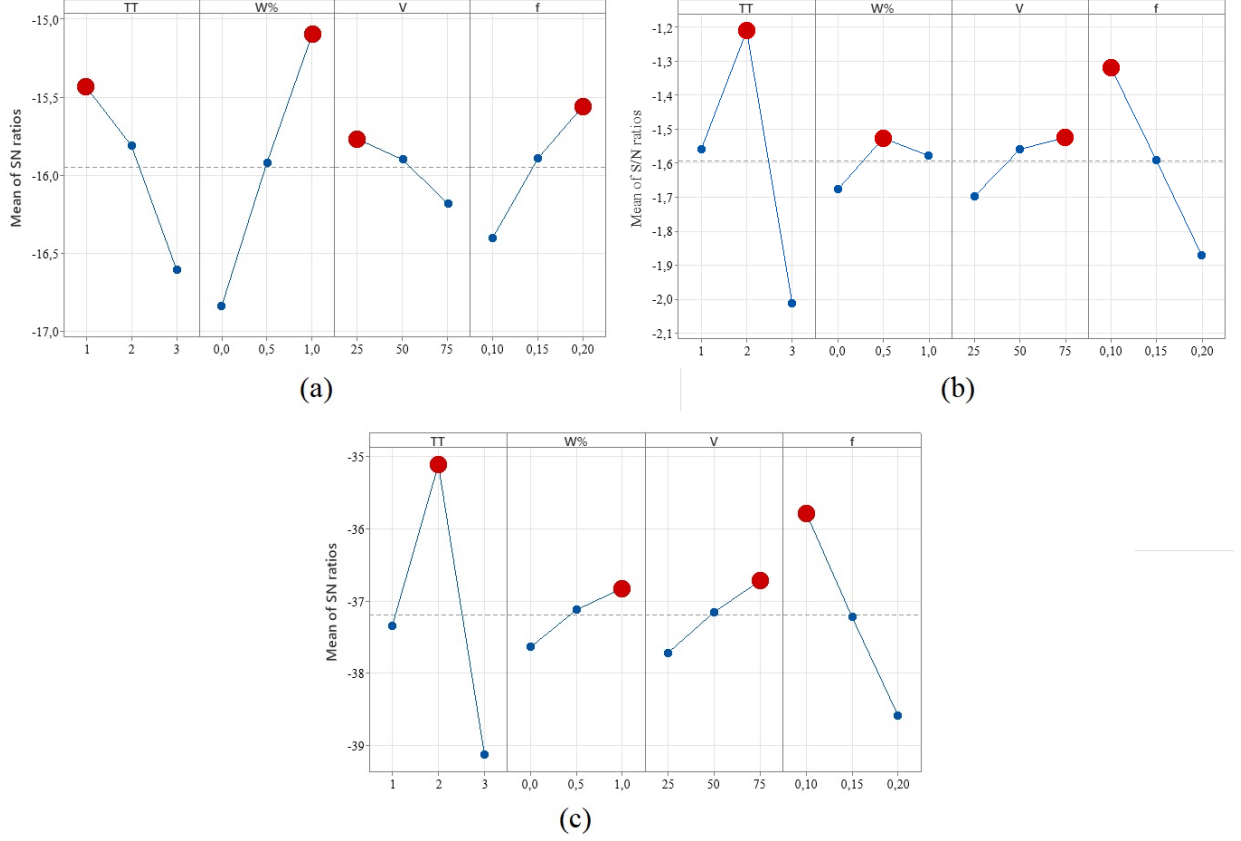 TT W% V f
Mean of SN ratios
-15,0
-15,5
-16,0
-16,5
-17,0
1 2 3 0,0 0,5 1,0 25 50 75 0,10 0,15 0,20
(a)
TT W% V f
Mean of S/N ratios
-1,2
-1,3
-1,4
-1,5
-1,6
-1,7
-1,8
-1,9
-2,0
-2,1
1 2 3 0,0 0,5 1,0 25 50 75 0,10 0,15 0,20
(b)
TT W% V f
Mean of SN ratios
-35
-36
-37
-38
-39
1 2 3 0,0 0,5 1,0 25 50 75 0,10 0,15 0,20
(c)